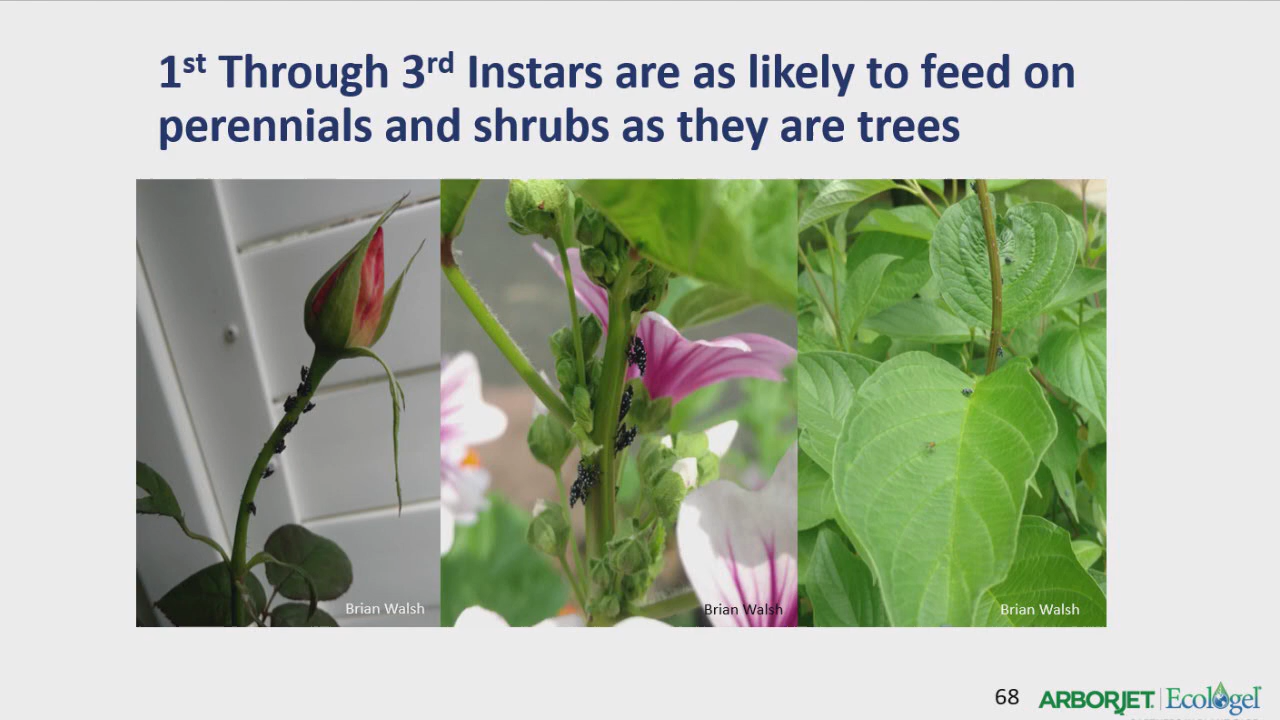 1st Through 3rd Instars are as likely to feed on
perennials and shrubs as they are trees
Brian Walsh
Brian Walsh
Brian Walsh
68
ARBORJET
Ecologel